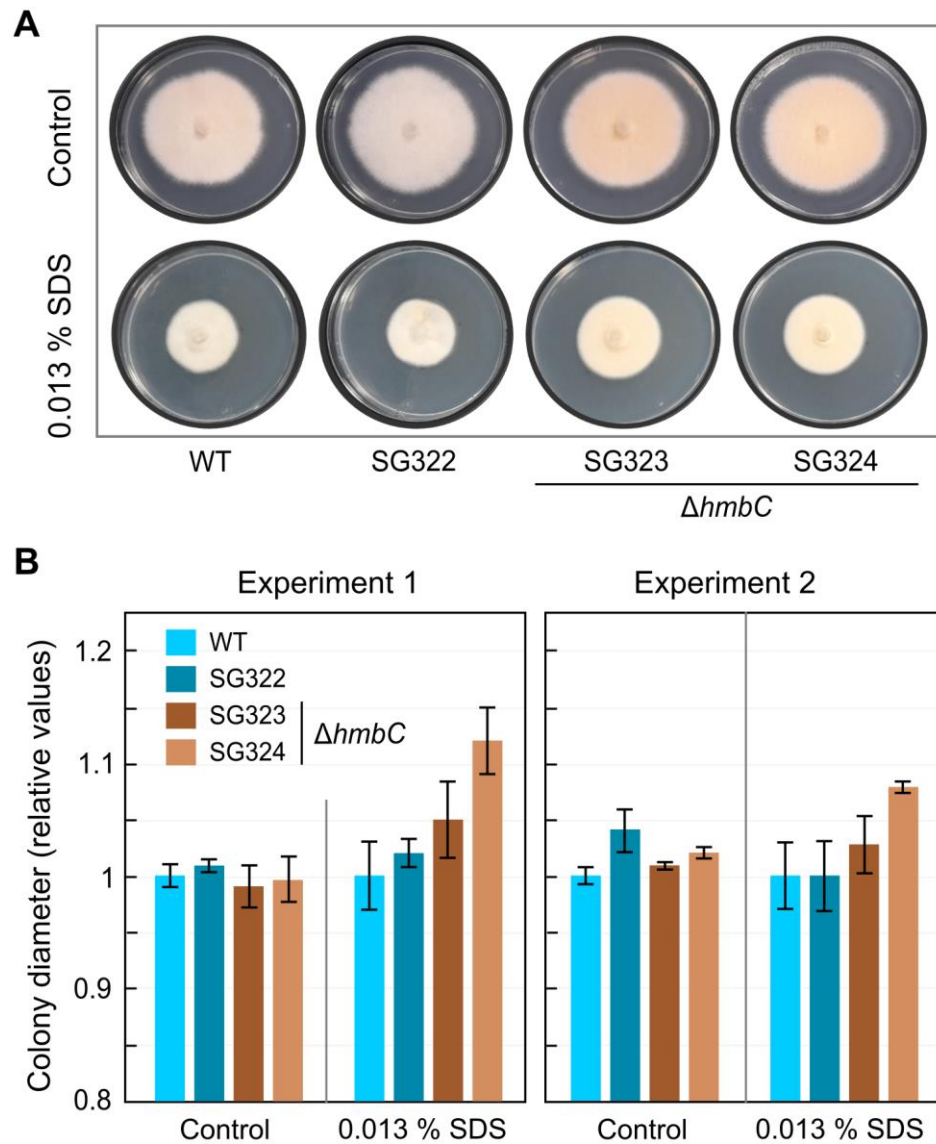 A
Control
0.013 % SDS
WT SG322 SG323 SG324
ΔhmbC
B
Experiment 1 Experiment 2
Colony diameter (relative values)
1.2
1.1
1
0.9
0.8
WT
SG322
SG323
SG324
ΔhmbC
Control 0.013 % SDS Control 0.013 % SDS